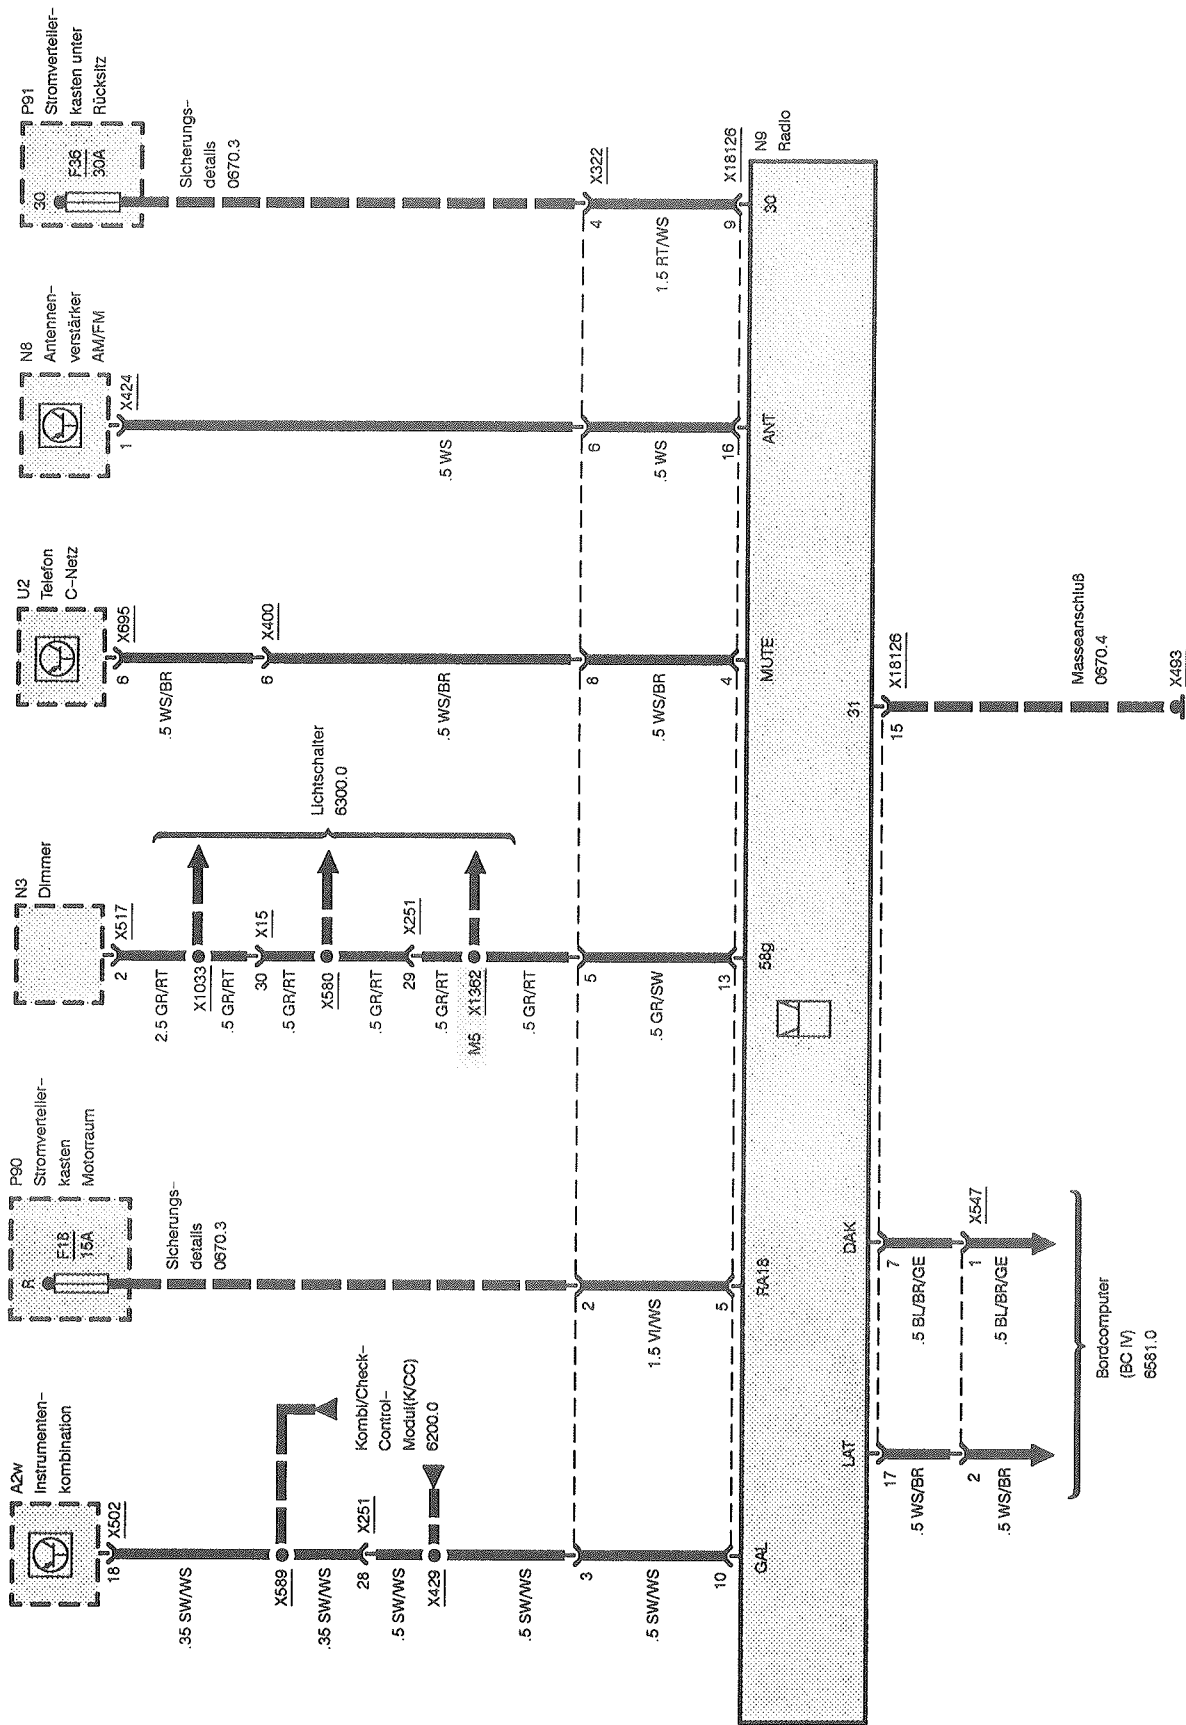 A2w
Instrumenten-
kombination
X502
18
.35 SW/WS
X589
.35 SW/WS
X251
28
.5 SW/WS
X429
.5 SW/WS
3
.5 SW/WS
10
GAL
Kombi/Check-
Control-
Modul(K/CC)
6200.0
P90
Stromverteiler-
kasten
Motorraum
R
F18
15A
Sicherungs-
details
0670.3
2
1.5 VI/WS
5
RA18
N3
Dimmer
X517
2
2.5 GR/RT
X1033
.5 GR/RT
X15
30
.5 GR/RT
X580
.5 GR/RT
X251
29
.5 GR/RT
M5 X1362
.5 GR/RT
5
.5 GR/SW
13
58g
Lichtschalter
6300.0
U2
Telefon
C-Netz
X695
6
.5 WS/BR
X400
6
.5 WS/BR
8
.5 WS/BR
4
MUTE
N8
Antennen-
verstärker
AM/FM
X424
1
.5 WS
6
.5 WS
16
ANT
P91
Stromverteiler-
kasten unter
Rücksitz
30
F36
30A
Sicherungs-
details
0670.3
X322
4
1.5 RT/WS
X18126
9
30
N9
Radio
LAT
17
.5 WS/BR
2
.5 WS/BR
DAK
7
.5 BL/BR/GE
X547
1
.5 BL/BR/GE
Bordcomputer
(BC IV)
6581.0
31
X18126
15
Masseanschluß
0670.4
X493